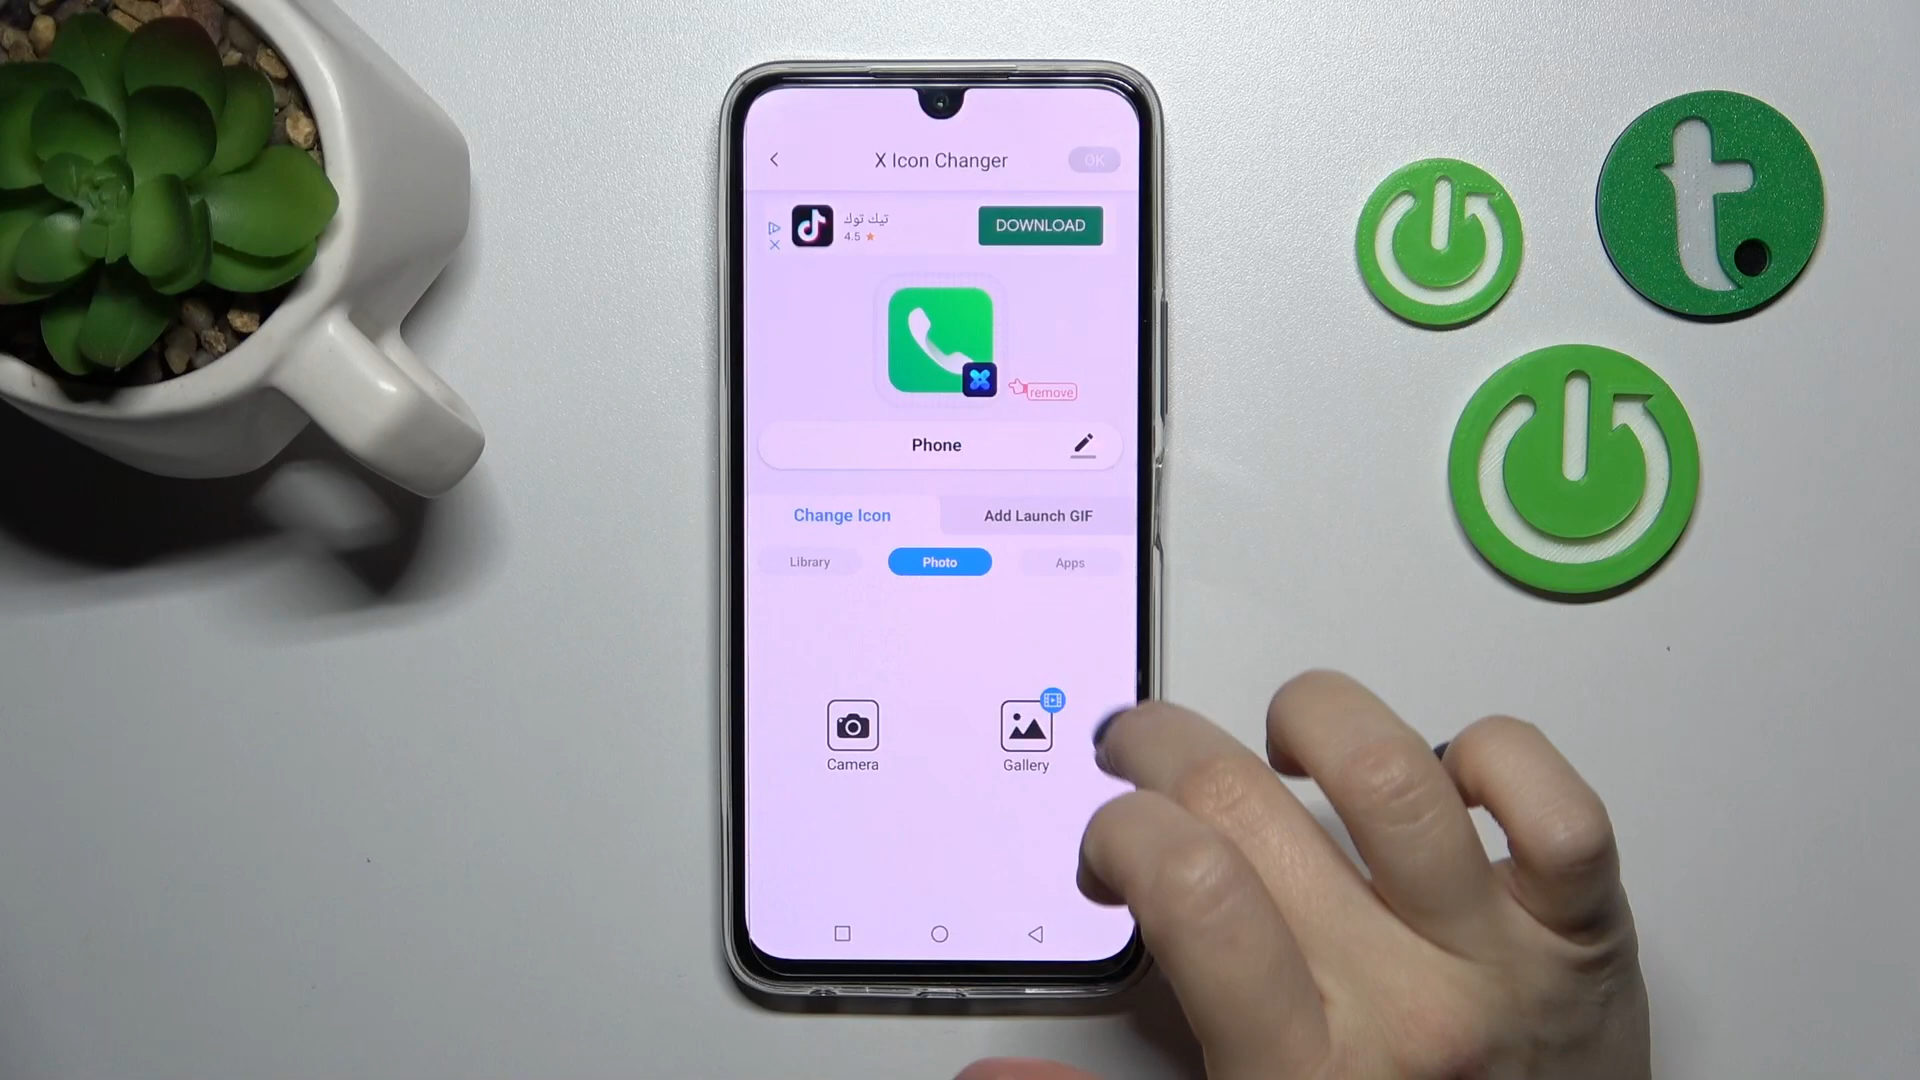 X Icon Changer
OK
تيك توك
4.5
DOWNLOAD
remove
Phone
Change Icon
Add Launch GIF
Library
Photo
Apps
Camera
Gallery
t